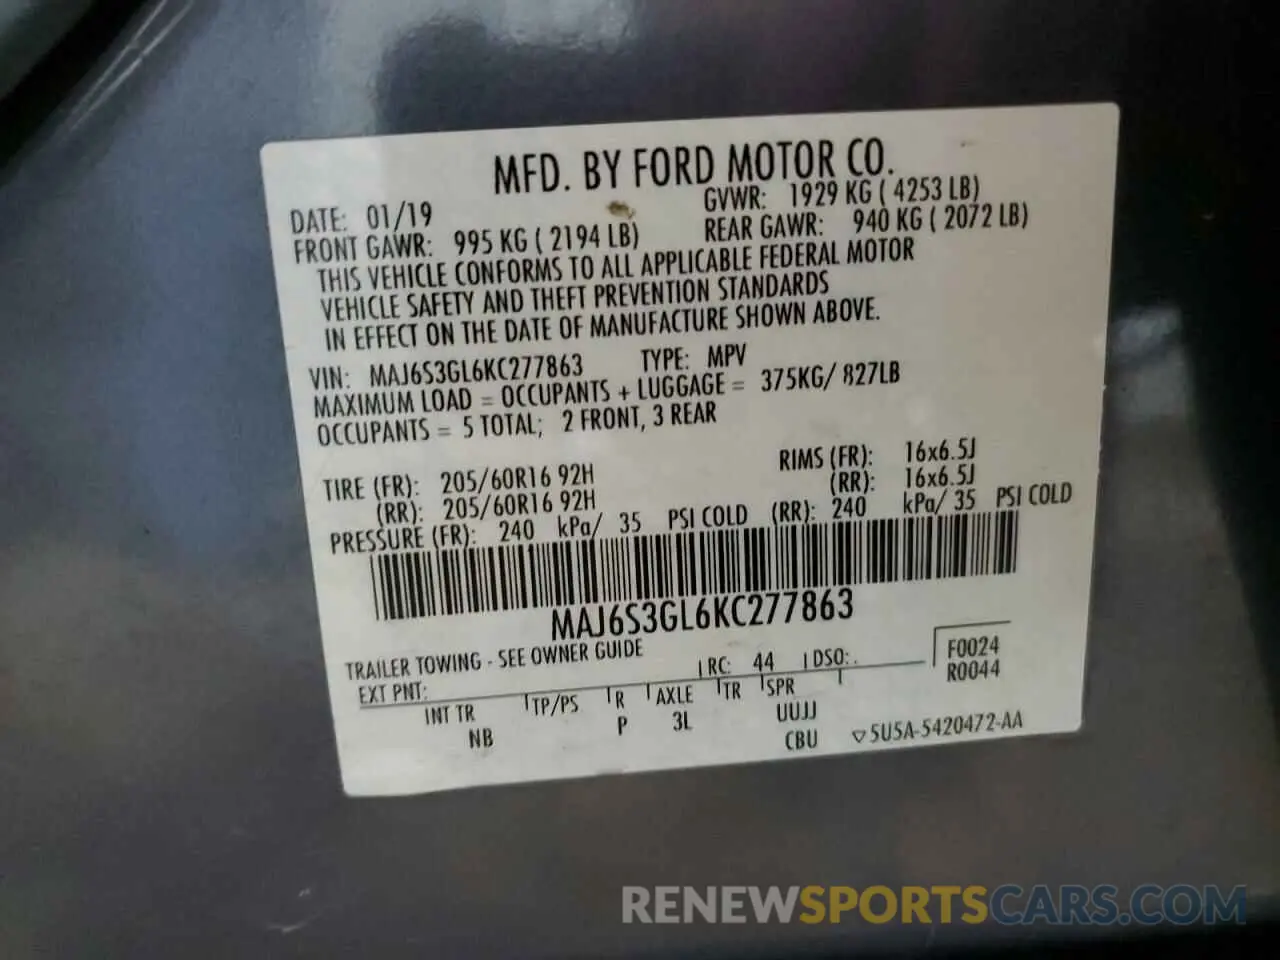 MFD. BY FORD MOTOR CO.
DATE: 01/19 GVWR: 1929 KG ( 4253 LB)
FRONT GAWR: 995 KG ( 2194 LB) REAR GAWR: 940 KG ( 2072 LB)
THIS VEHICLE CONFORMS TO ALL APPLICABLE FEDERAL MOTOR
VEHICLE SAFETY AND THEFT PREVENTION STANDARDS
IN EFFECT ON THE DATE OF MANUFACTURE SHOWN ABOVE.
VIN: MAJ6S3GL6KC277863 TYPE: MPV
MAXIMUM LOAD = OCCUPANTS + LUGGAGE = 375KG/ 827LB
OCCUPANTS = 5 TOTAL; 2 FRONT, 3 REAR
TIRE (FR): 205/60R16 92H RIMS (FR): 16x6.5J
(RR): 205/60R16 92H (RR): 16x6.5J
PRESSURE (FR): 240 kPa/ 35 PSI COLD (RR): 240 kPa/ 35 PSI COLD
MAJ6S3GL6KC277863
TRAILER TOWING - SEE OWNER GUIDE
EXT PNT: RC: 44 DSO: F0024
R0044
INT TR TP/PS R AXLE TR SPR
NB P 3L UUJJ
CBU ▽5U5A-5420472-AA
RENEWSPORTSCARS.COM